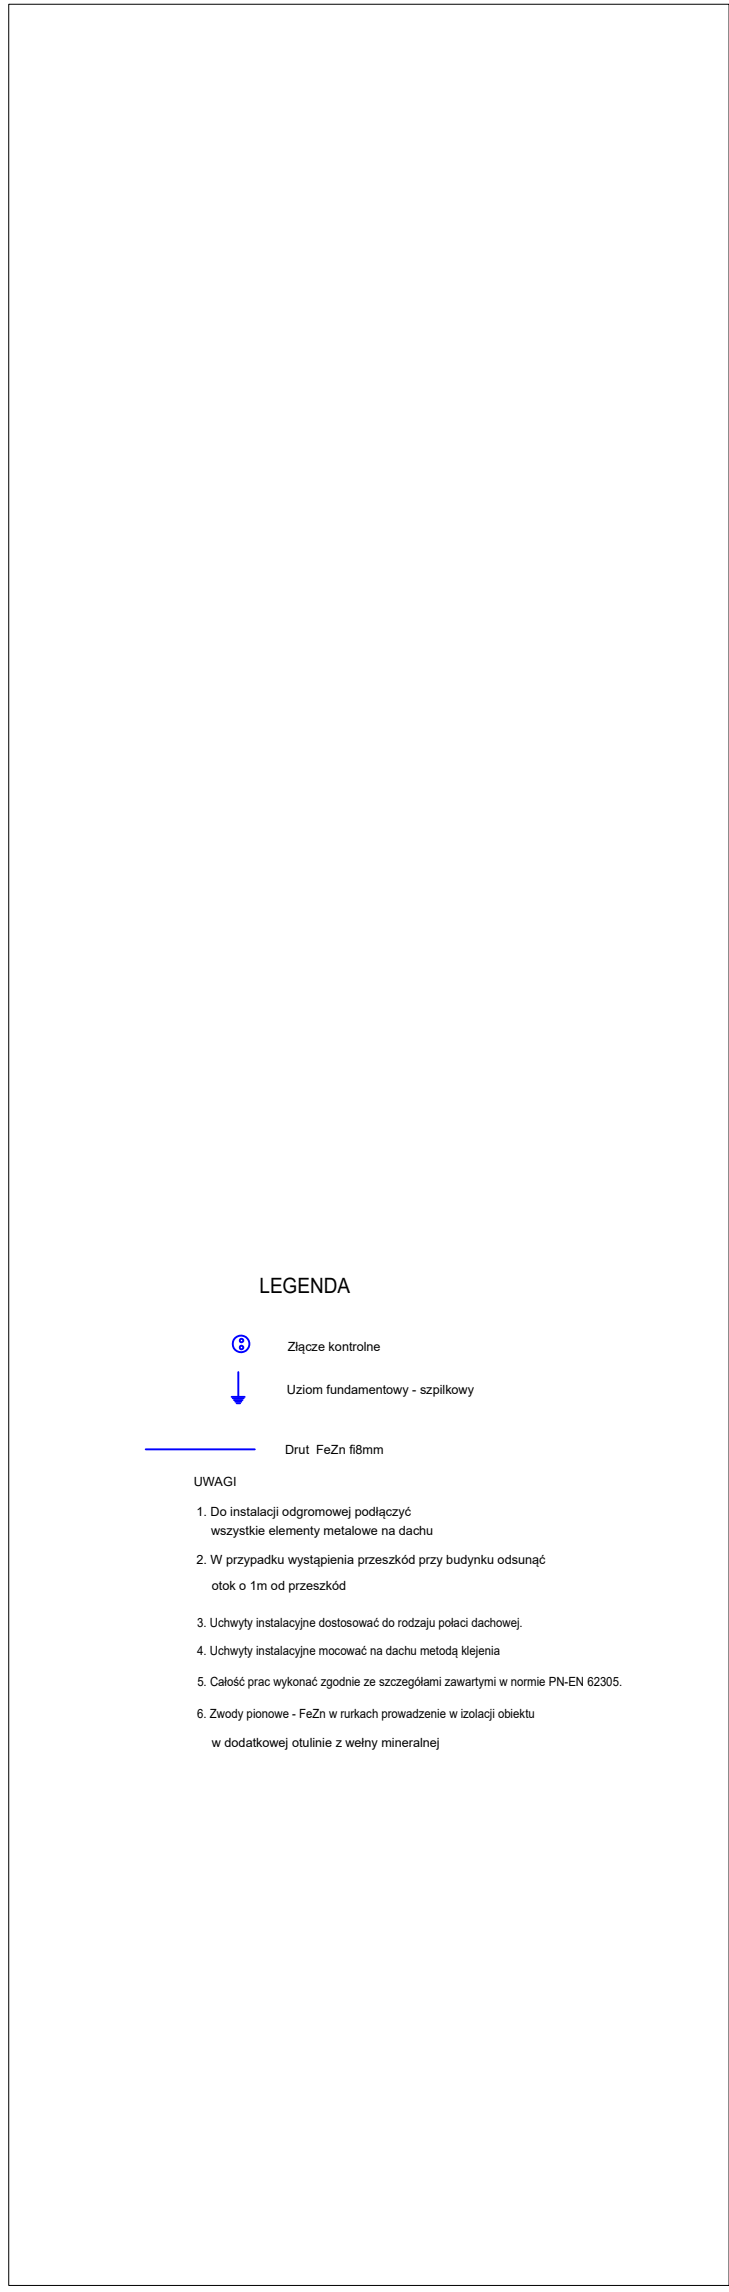 LEGENDA
Złącze kontrolne
Uziom fundamentowy - szpilkowy
Drut FeZn fi8mm
UWAGI
1. Do instalacji odgromowej podłączyć
wszystkie elementy metalowe na dachu
2. W przypadku wystąpienia przeszkód przy budynku odsunąć
otok o 1m od przeszkód
3. Uchwyty instalacyjne dostosować do rodzaju połaci dachowej.
4. Uchwyty instalacyjne mocować na dachu metodą klejenia
5. Całość prac wykonać zgodnie ze szczegółami zawartymi w normie PN-EN 62305.
6. Zwody pionowe - FeZn w rurkach prowadzenie w izolacji obiektu
w dodatkowej otulinie z wełny mineralnej